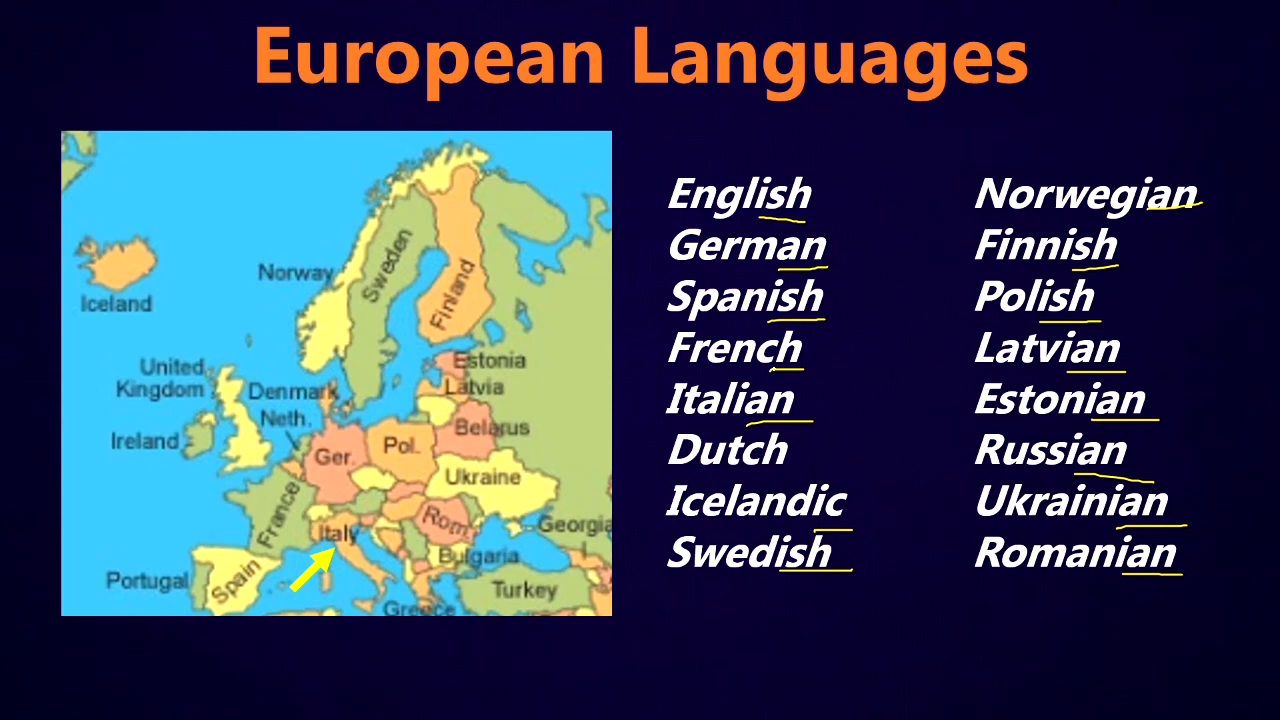 European Languages
Norway
Sweden
Finland
Iceland
Estonia
United
Kingdom
Denmark
Latvia
Neth.
Belarus
Ireland
Ger.
Pol.
Ukraine
France
Italy
Rom.
Georgia
Bulgaria
Portugal
Spain
Turkey
Greece
English
German
Spanish
French
Italian
Dutch
Icelandic
Swedish
Norwegian
Finnish
Polish
Latvian
Estonian
Russian
Ukrainian
Romanian